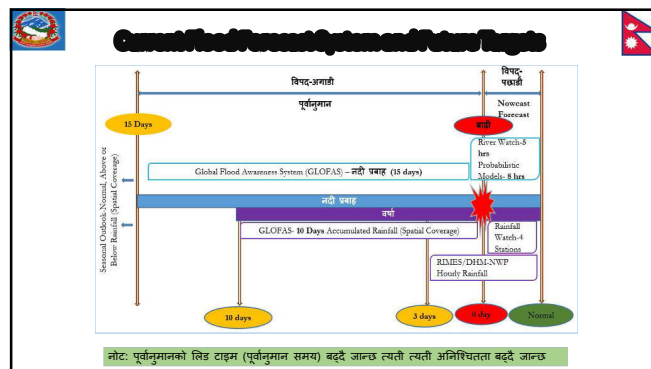 Current Flood Forecast System and Future Targets
विपद-अगाडी
विपद-
पछाडी
पूर्वानुमान
Nowcast
Forecast
15 Days
बाढी
River Watch-8
hrs
Probabilistic
Models- 8 hrs
Global Flood Awareness System (GLOFAS) – नदी प्रबाह (15 days)
Seasonal Outlook-Normal, Above or
Below Rainfall (Spatial Coverage)
नदी प्रबाह
वर्षा
GLOFAS- 10 Days Accumulated Rainfall (Spatial Coverage)
Rainfall
Watch-4
Stations
RIMES/DHM-NWP
Hourly Rainfall
10 days
3 days
0 day
Normal
नोट: पूर्वानुमानको लिड टाइम (पूर्वानुमान समय) बढ्दै जान्छ त्यती त्यती अनिश्चितता बढ्दै जान्छ